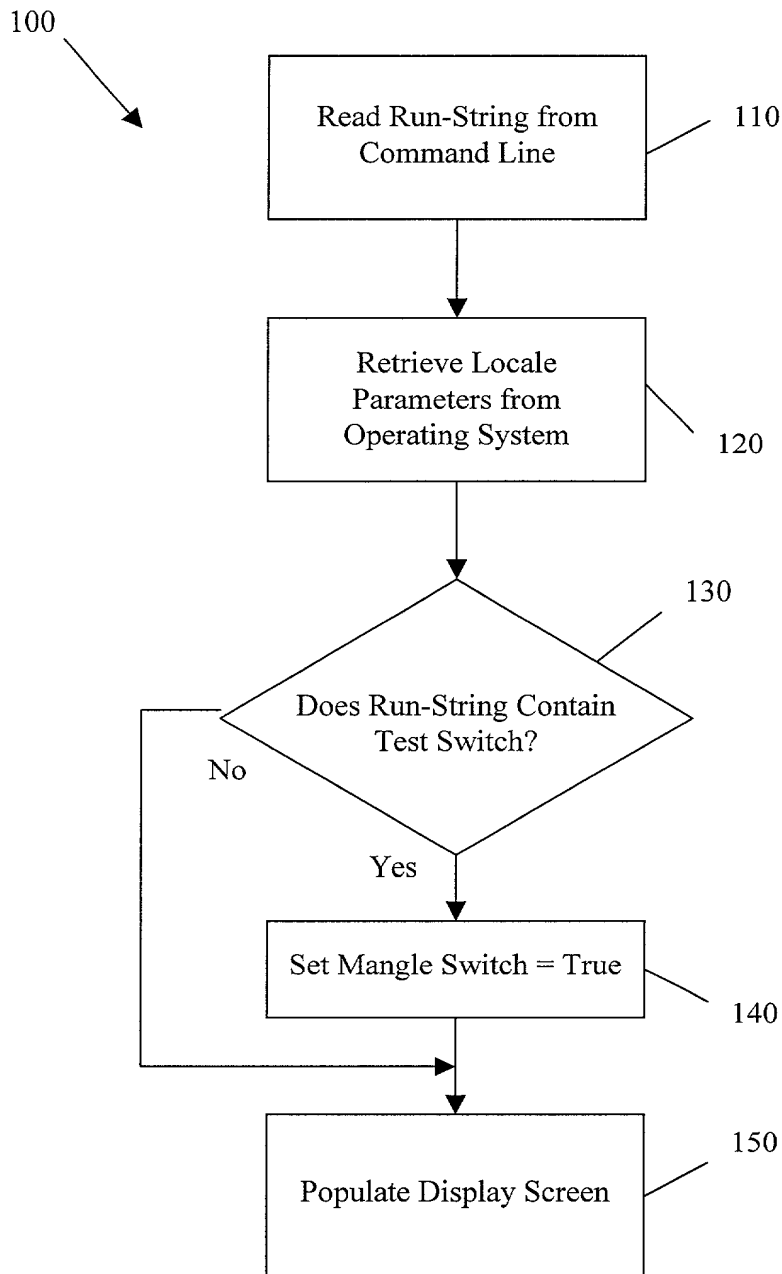 100
Read Run-String from
Command Line
110
Retrieve Locale
Parameters from
Operating System
120
130
Does Run-String Contain
Test Switch?
No
Yes
Set Mangle Switch = True
140
150
Populate Display Screen